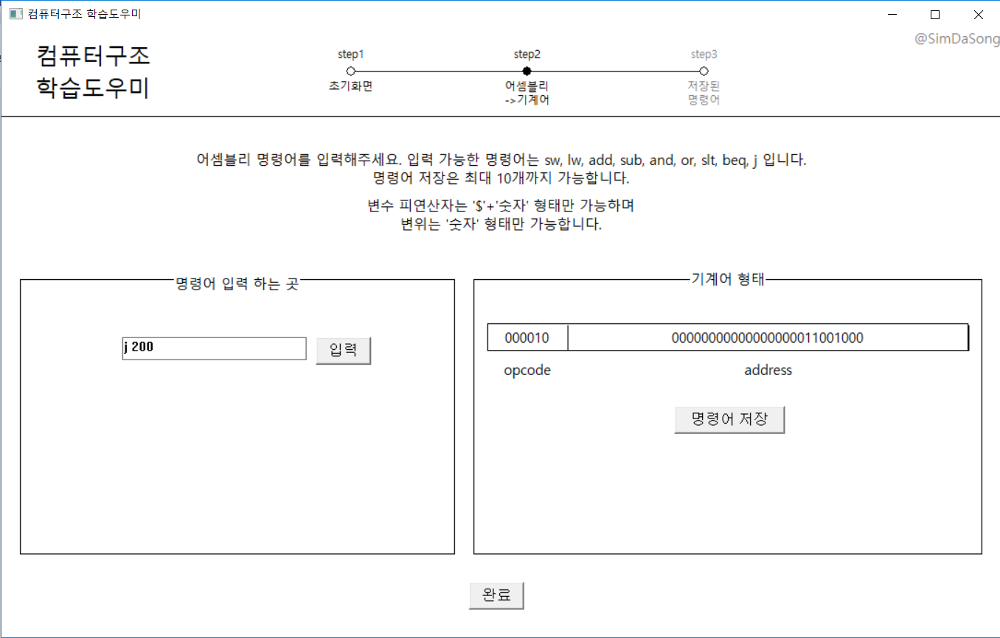 컴퓨터구조 학습도우미
@SimDaSong
컴퓨터구조
학습도우미
step1
초기화면
step2
어셈블리
->기계어
step3
저장된
명령어
어셈블리 명령어를 입력해주세요. 입력 가능한 명령어는 sw, lw, add, sub, and, or, slt, beq, j 입니다.
명령어 저장은 최대 10개까지 가능합니다.
변수 피연산자는 '$'+'숫자' 형태만 가능하며
변위는 '숫자' 형태만 가능합니다.
명령어 입력 하는 곳
j 200
입력
기계어 형태
000010
00000000000000000011001000
opcode
address
명령어 저장
완료